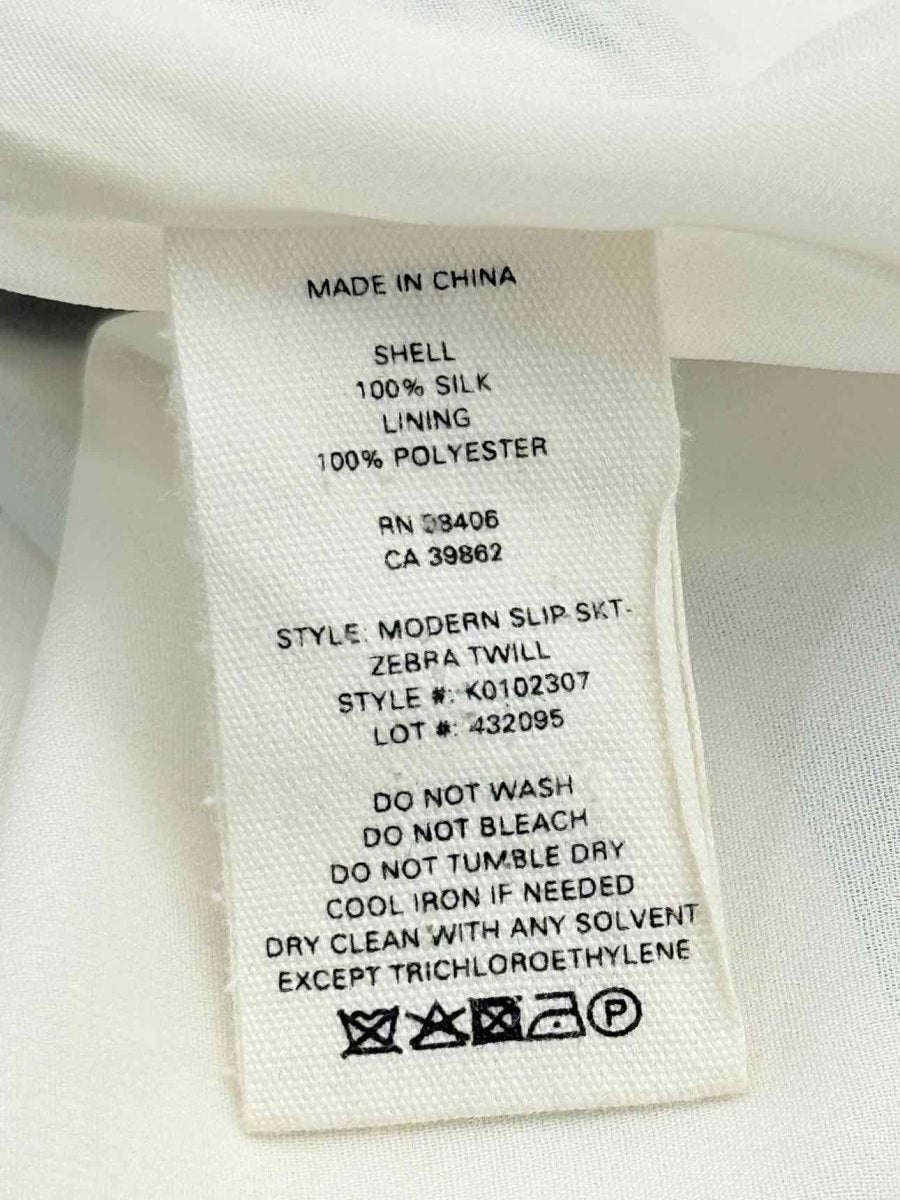 MADE IN CHINA
SHELL
100% SILK
LINING
100% POLYESTER
RN
CA 39862
STYLE: MODERN SLIP SKT-
ZEBRA TWILL
STYLE #: K0102307
LOT #: 432095
DO NOT WASH
DO NOT BLEACH
DO NOT TUMBLE DRY
COOL IRON IF NEEDED
DRY CLEAN WITH ANY SOLVENT
EXCEPT TRICHLOROETHYLENE
P